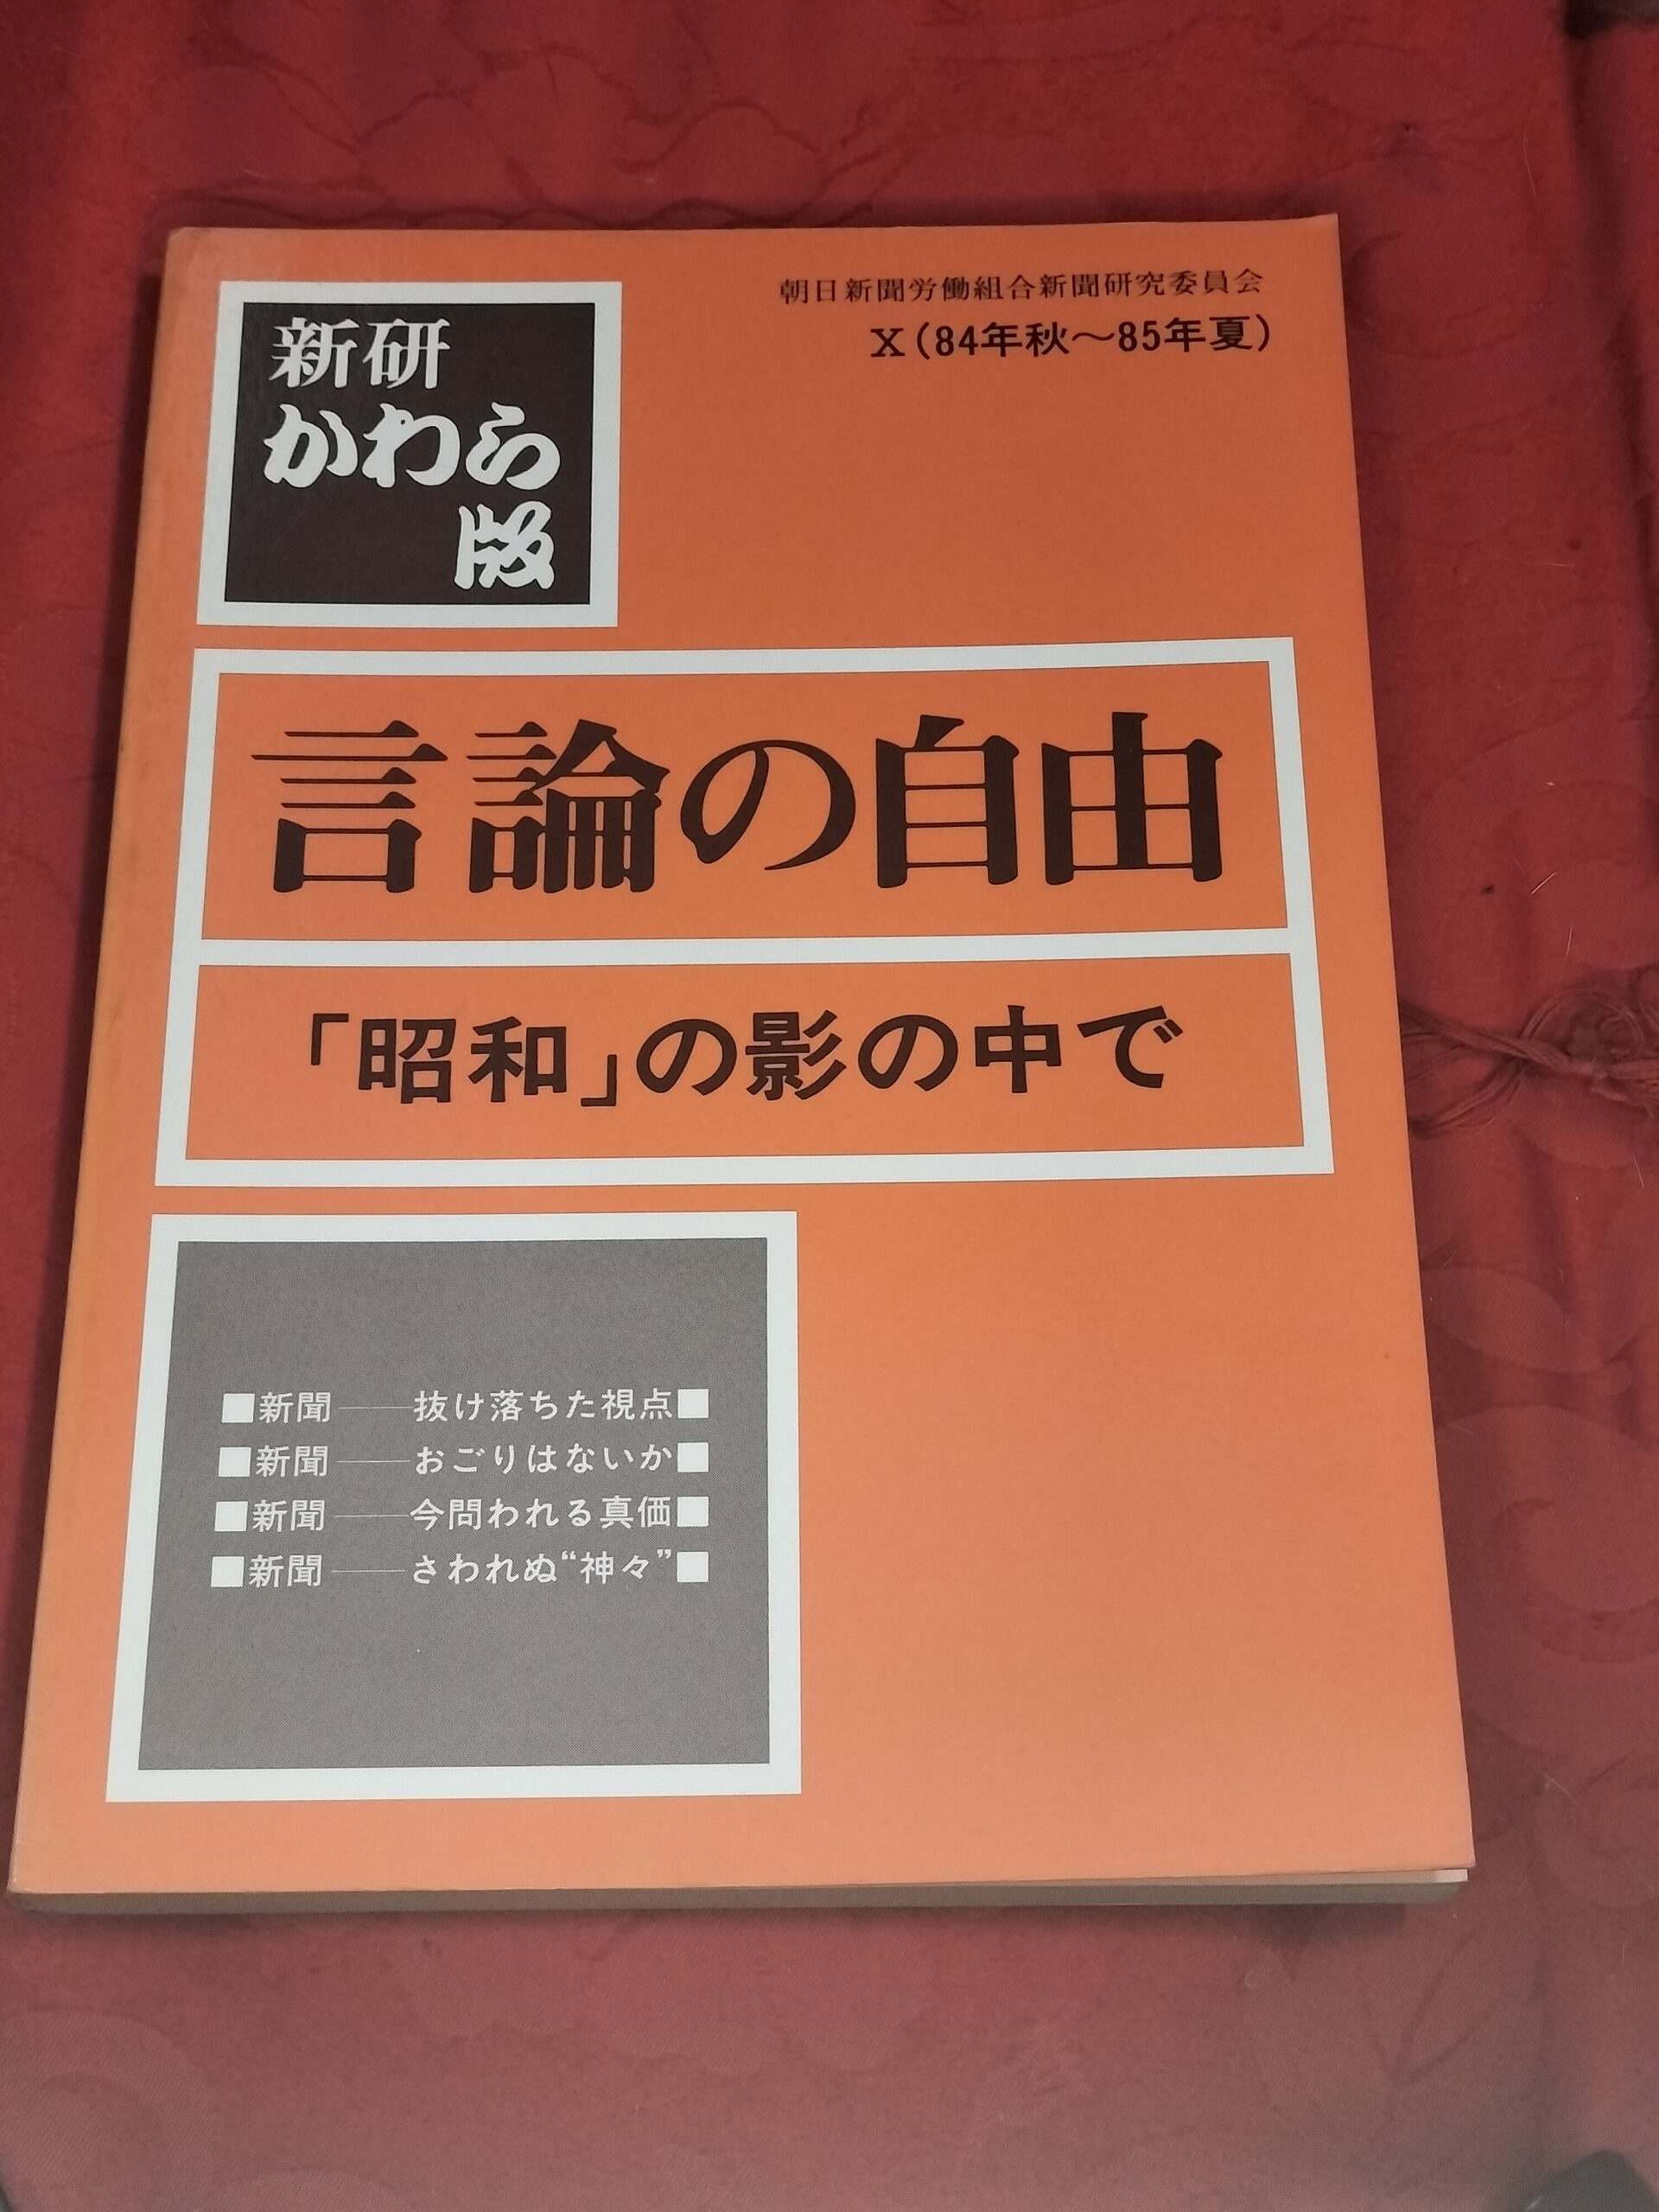 朝日新聞労働組合新聞研究委員会
X(84年秋〜85年夏)
新研
かわら
版
言論の自由
「昭和」の影の中で
■新聞——抜け落ちた視点■
■新聞——おごりはないか■
■新聞——今問われる真価■
■新聞——さわれぬ“神々”■